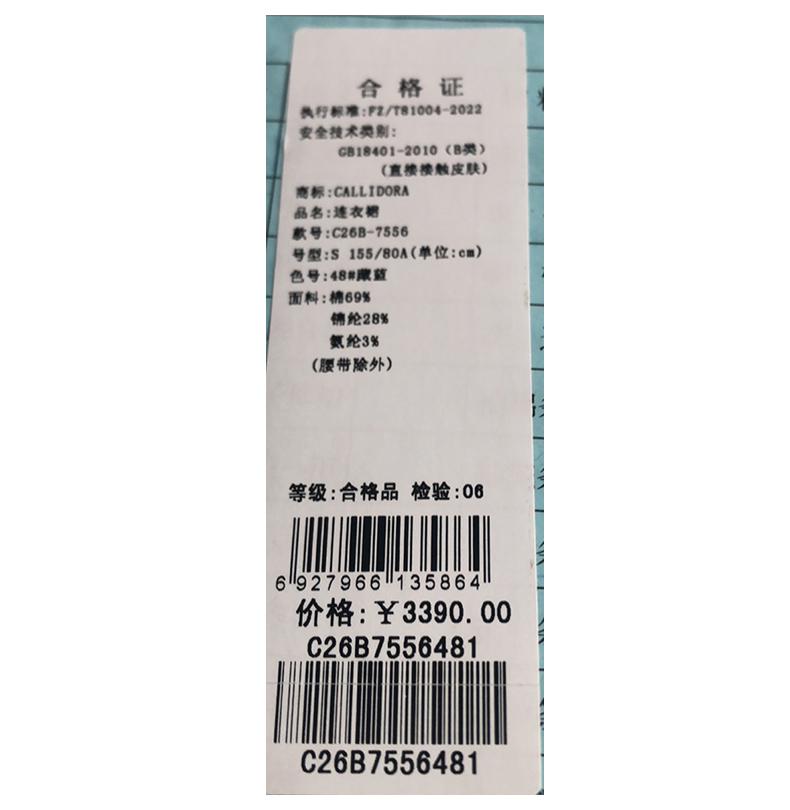 合格证
执行标准:FZ/T81004-2022
安全技术类别:
GB18401-2010(B类)
(直接接触皮肤)
商标:CALLIDORA
品名:连衣裙
款号:C26B-7556
号型:S 155/80A(单位:cm)
色号:48#藏蓝
面料:棉69%
锦纶28%
氨纶3%
(腰带除外)
等级:合格品 检验:06
6 927966 135864
价格:¥3390.00
C26B7556481
C26B7556481